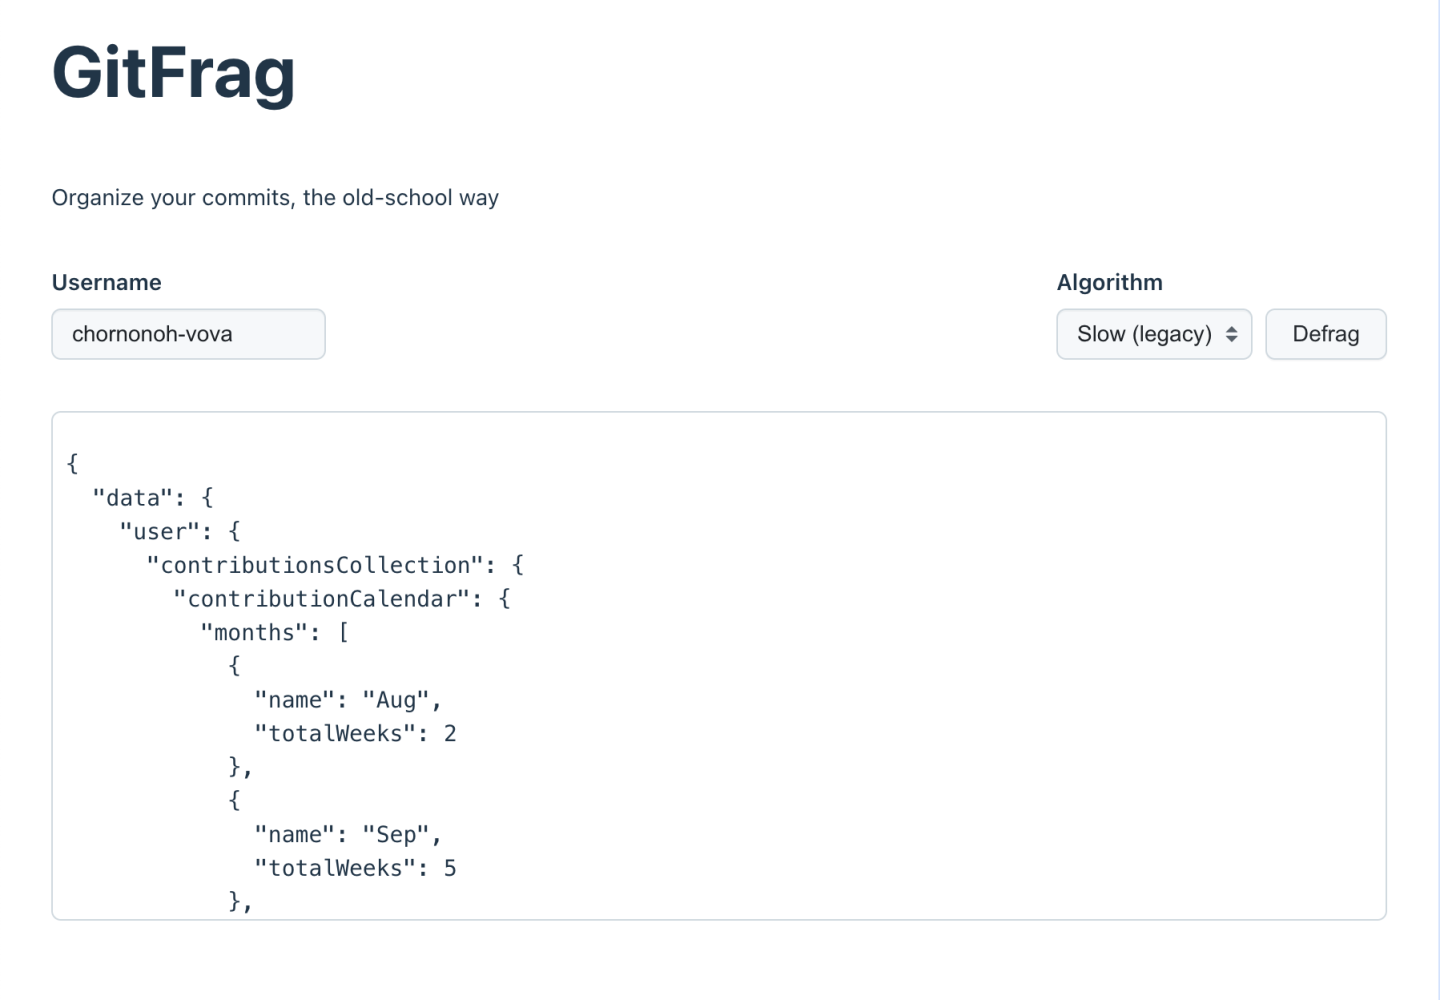 GitFrag
Organize your commits, the old-school way
Username
Algorithm
chornonoh-vova
Slow (legacy)
Defrag
{
  "data": {
    "user": {
      "contributionsCollection": {
        "contributionCalendar": {
          "months": [
            {
              "name": "Aug",
              "totalWeeks": 2
            },
            {
              "name": "Sep",
              "totalWeeks": 5
            },